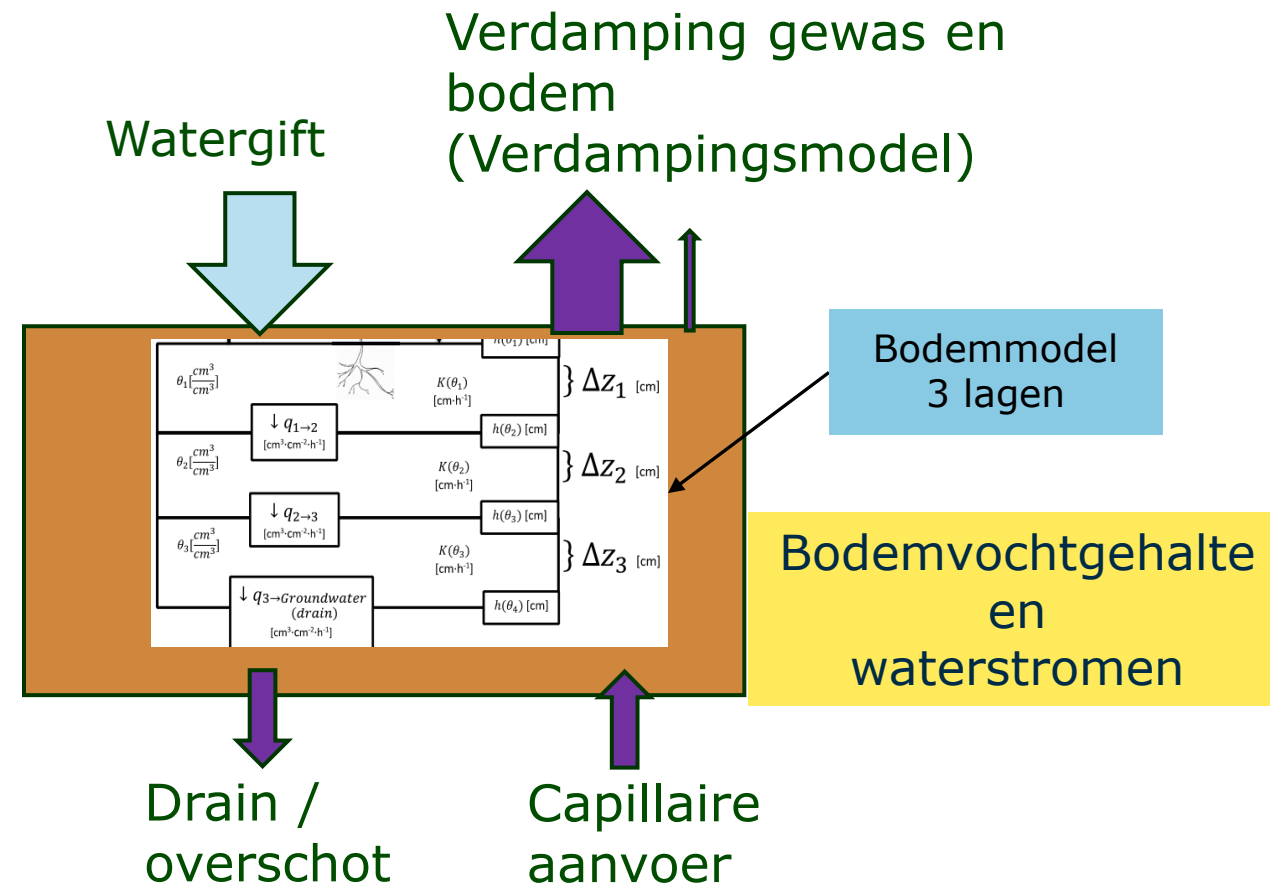 Verdamping gewas en
bodem
(Verdampingsmodel)
Watergift
Bodemmodel
3 lagen
h(θ₁) [cm]
θ₁[cm³/cm³]
K(θ₁)
[cm·h⁻¹]
} Δz₁ [cm]
↓ q₁→₂
[cm³·cm⁻²·h⁻¹]
h(θ₂) [cm]
θ₂[cm³/cm³]
K(θ₂)
[cm·h⁻¹]
} Δz₂ [cm]
↓ q₂→₃
[cm³·cm⁻²·h⁻¹]
h(θ₃) [cm]
θ₃[cm³/cm³]
K(θ₃)
[cm·h⁻¹]
} Δz₃ [cm]
↓ q₃→Groundwater
(drain)
[cm³·cm⁻²·h⁻¹]
h(θ₄) [cm]
Bodemvochtgehalte
en
waterstromen
Drain /
overschot
Capillaire
aanvoer